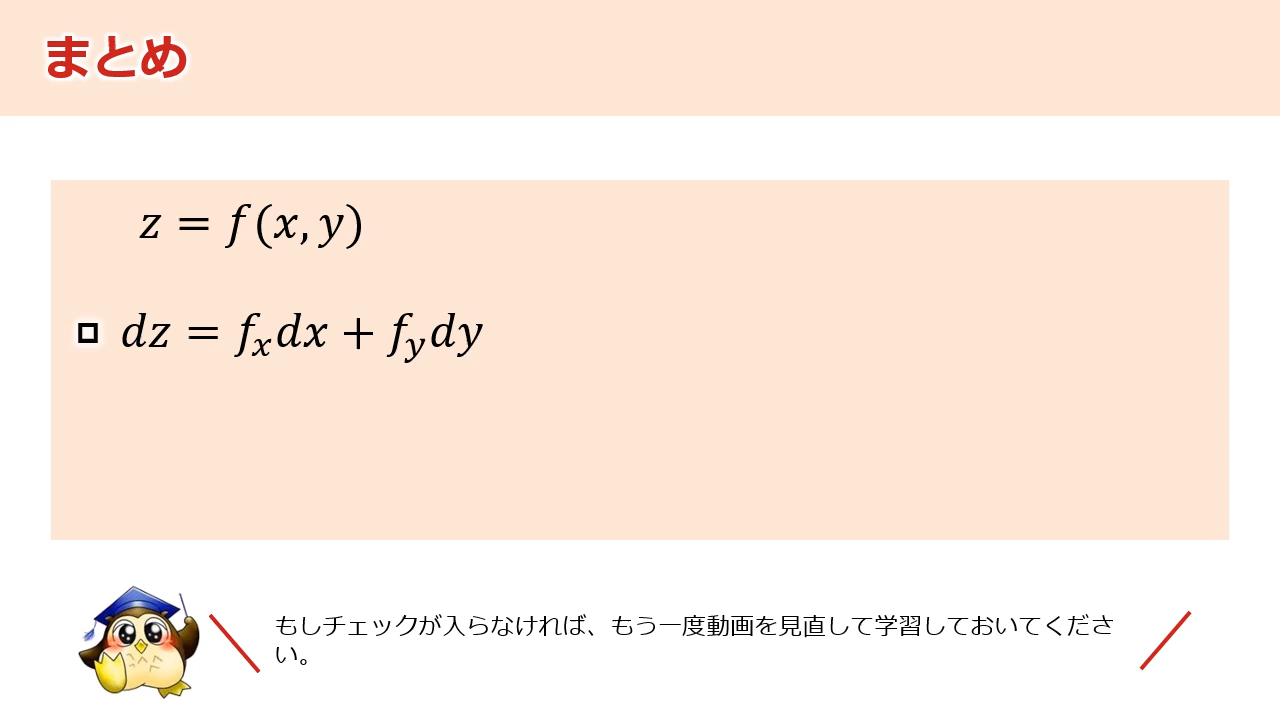 まとめ
z = f(x, y)
dz = f_x dx + f_y dy
もしチェックが入らなければ、もう一度動画を見直して学習しておいてくださ
い。